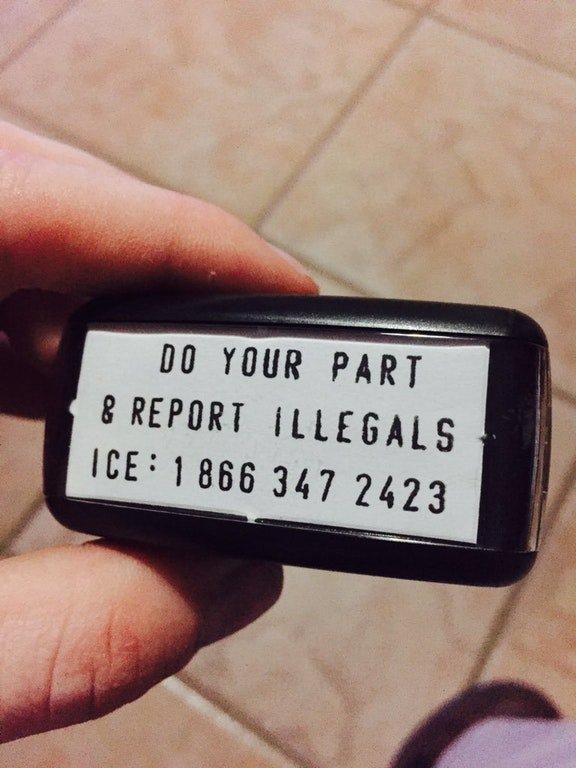 DO YOUR PART
& REPORT iLLEGALS
ICE: 1 866 347 2423